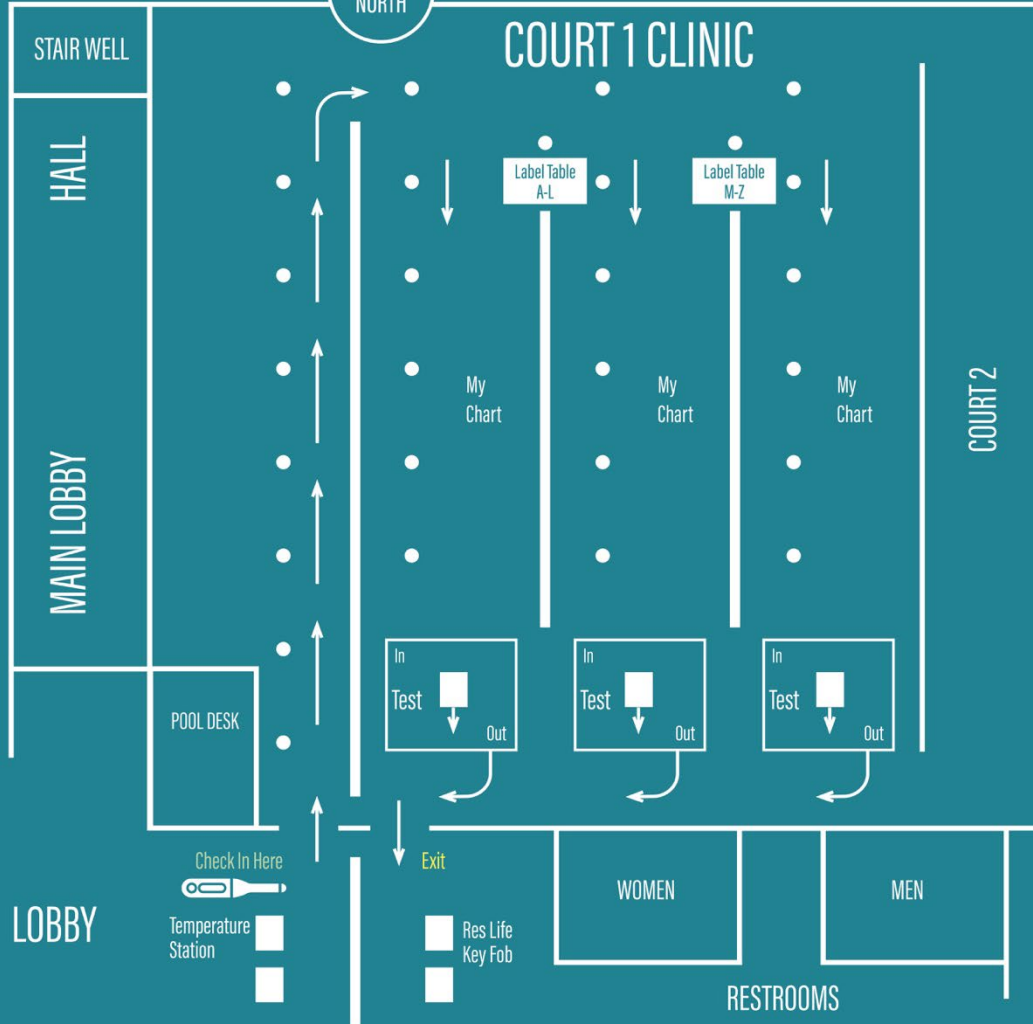 NORTH
COURT 1 CLINIC
STAIR WELL
HALL
Label Table
A-L
Label Table
M-Z
My
Chart
My
Chart
My
Chart
COURT 2
MAIN LOBBY
In
Test
Out
In
Test
Out
In
Test
Out
POOL DESK
Check In Here
Exit
LOBBY
Temperature
Station
Res Life
Key Fob
WOMEN
MEN
RESTROOMS